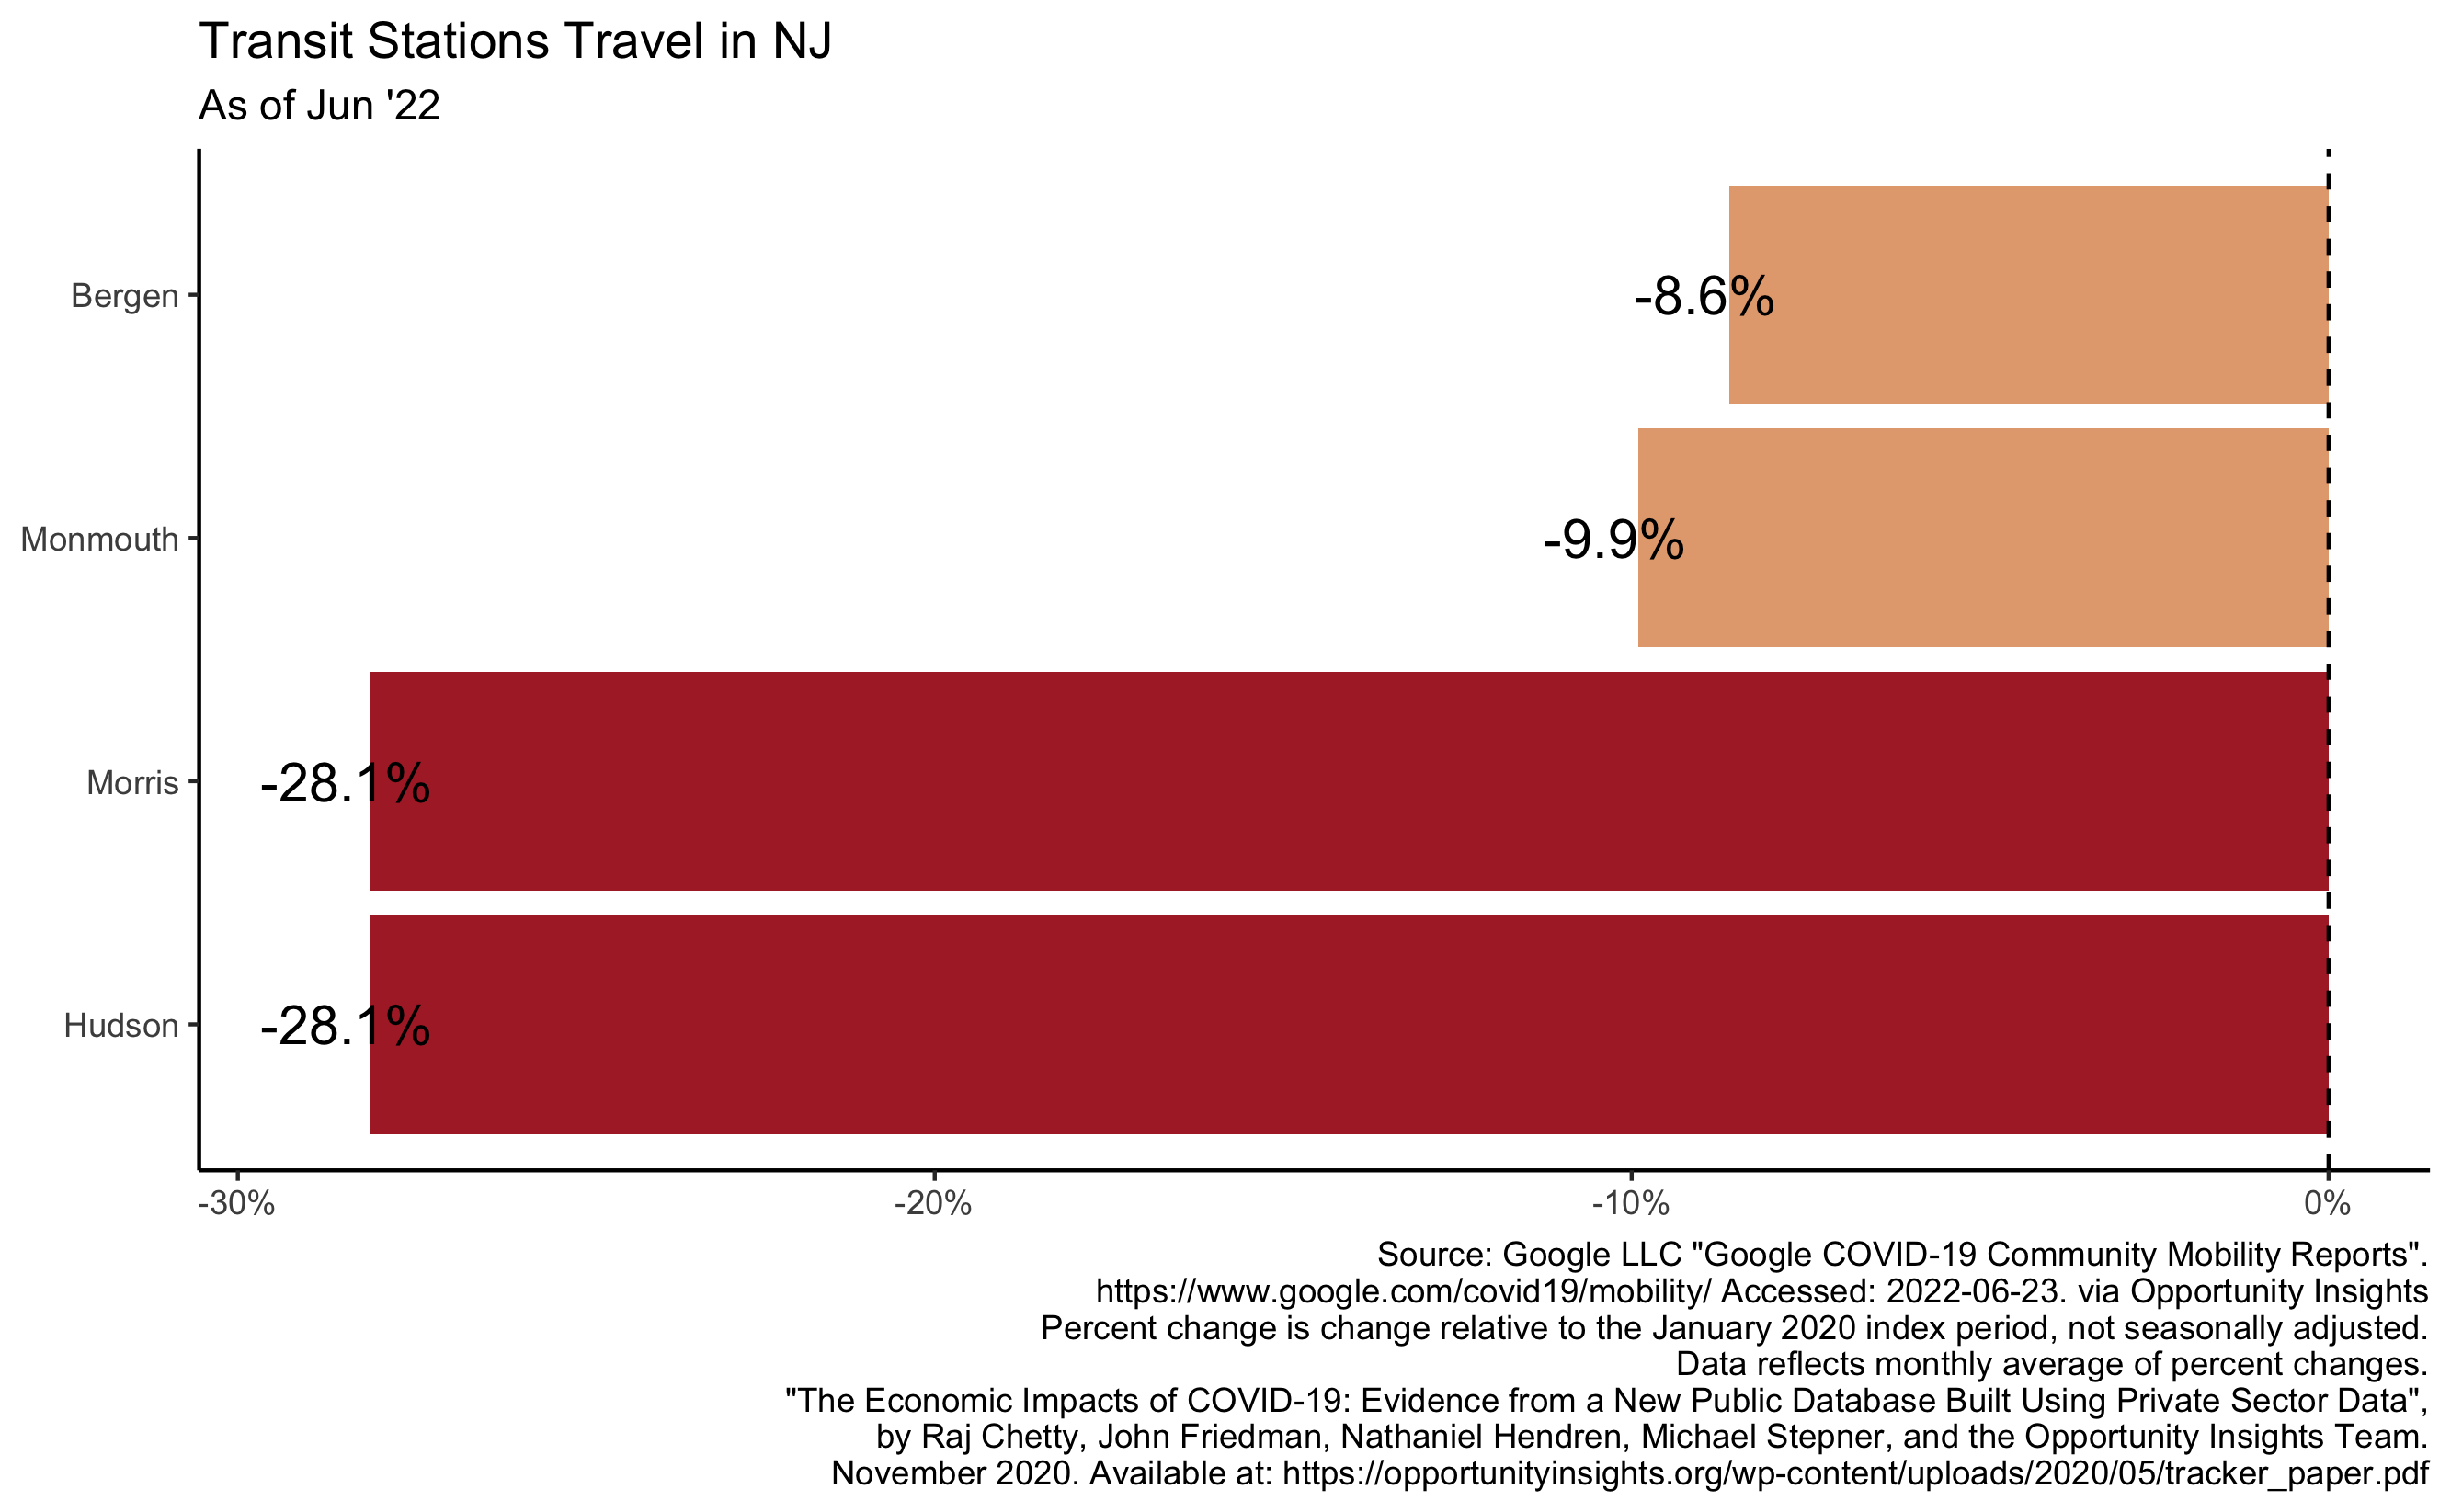 Transit Stations Travel in NJ
As of Jun '22
Bergen
-8.6%
Monmouth
-9.9%
Morris
-28.1%
Hudson
-28.1%
-30%
-20%
-10%
0%
Source: Google LLC "Google COVID-19 Community Mobility Reports".
https://www.google.com/covid19/mobility/ Accessed: 2022-06-23. via Opportunity Insights
Percent change is change relative to the January 2020 index period, not seasonally adjusted.
Data reflects monthly average of percent changes.
"The Economic Impacts of COVID-19: Evidence from a New Public Database Built Using Private Sector Data",
by Raj Chetty, John Friedman, Nathaniel Hendren, Michael Stepner, and the Opportunity Insights Team.
November 2020. Available at: https://opportunityinsights.org/wp-content/uploads/2020/05/tracker_paper.pdf